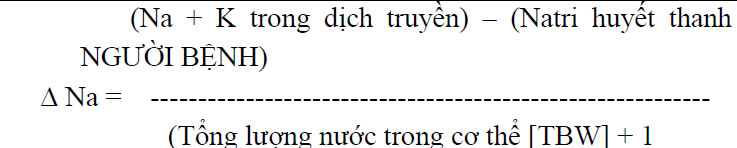 (Na + K trong dịch truyền) – (Natri huyết thanh
NGƯỜI BỆNH)
Δ Na = -----------------------------------------------------------
(Tổng lượng nước trong cơ thể [TBW] + 1